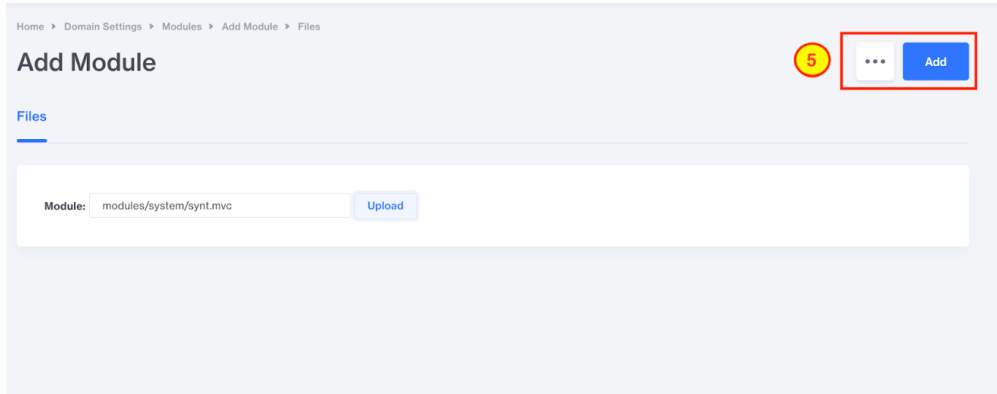 Home > Domain Settings > Modules > Add Module > Files
Add Module
5
••• Add
Files
Module: modules/system/synt.mvc Upload